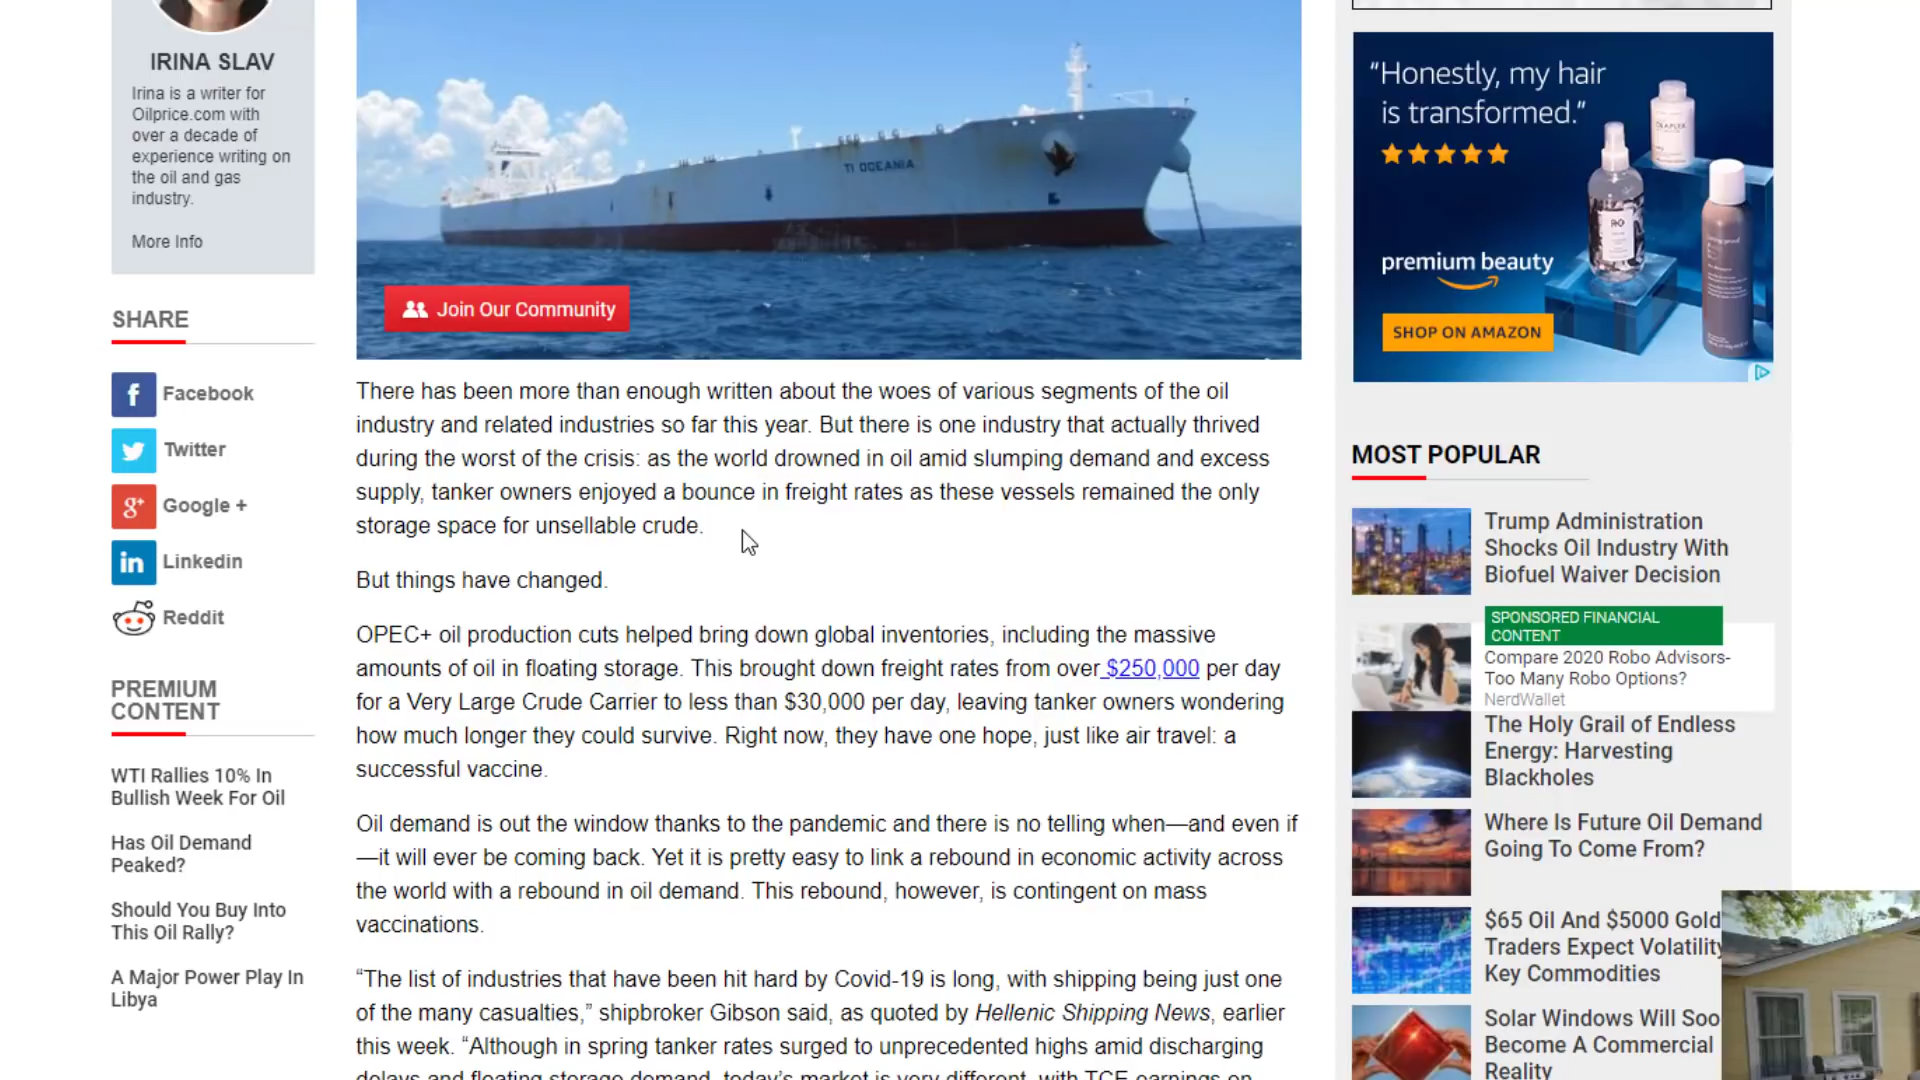 IRINA SLAV
Irina is a writer for
Oilprice.com with
over a decade of
experience writing on
the oil and gas
industry.
More Info
SHARE
Facebook
Twitter
Google +
Linkedin
Reddit
PREMIUM
CONTENT
WTI Rallies 10% In
Bullish Week For Oil
Has Oil Demand
Peaked?
Should You Buy Into
This Oil Rally?
A Major Power Play In
Libya
TI OCEANIA
Join Our Community
There has been more than enough written about the woes of various segments of the oil
industry and related industries so far this year. But there is one industry that actually thrived
during the worst of the crisis: as the world drowned in oil amid slumping demand and excess
supply, tanker owners enjoyed a bounce in freight rates as these vessels remained the only
storage space for unsellable crude.
But things have changed.
OPEC+ oil production cuts helped bring down global inventories, including the massive
amounts of oil in floating storage. This brought down freight rates from over $250,000 per day
for a Very Large Crude Carrier to less than $30,000 per day, leaving tanker owners wondering
how much longer they could survive. Right now, they have one hope, just like air travel: a
successful vaccine.
Oil demand is out the window thanks to the pandemic and there is no telling when—and even if
—it will ever be coming back. Yet it is pretty easy to link a rebound in economic activity across
the world with a rebound in oil demand. This rebound, however, is contingent on mass
vaccinations.
“The list of industries that have been hit hard by Covid-19 is long, with shipping being just one
of the many casualties,” shipbroker Gibson said, as quoted by Hellenic Shipping News, earlier
this week. “Although in spring tanker rates surged to unprecedented highs amid discharging
delays and floating storage demand, today’s market is very different, with TCE earnings on
“Honestly, my hair
is transformed.”
OLAPLEX
R+Co
premium beauty
SHOP ON AMAZON
MOST POPULAR
Trump Administration
Shocks Oil Industry With
Biofuel Waiver Decision
SPONSORED FINANCIAL
CONTENT
Compare 2020 Robo Advisors-
Too Many Robo Options?
NerdWallet
The Holy Grail of Endless
Energy: Harvesting
Blackholes
Where Is Future Oil Demand
Going To Come From?
$65 Oil And $5000 Gold
Traders Expect Volatility
Key Commodities
Solar Windows Will Soo
Become A Commercial
Reality